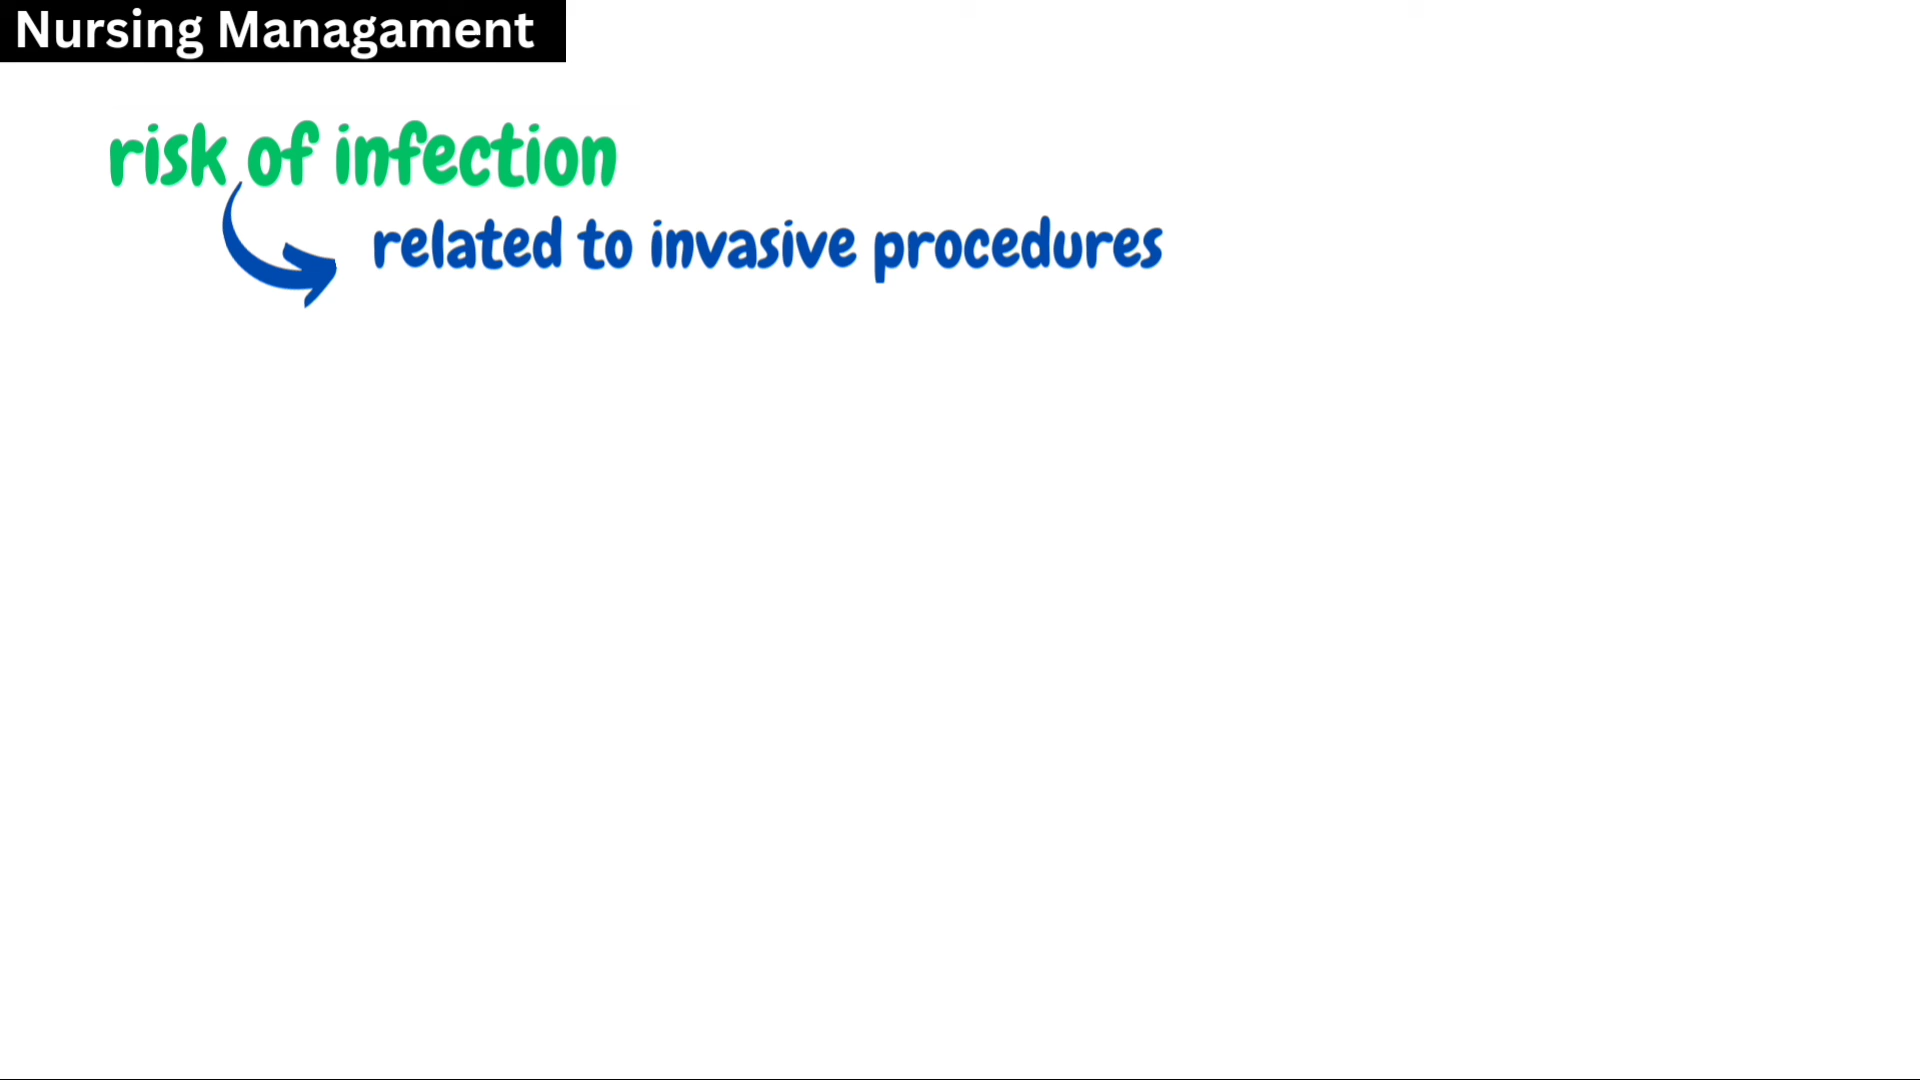 Nursing Managament
risk of infection
related to invasive procedures